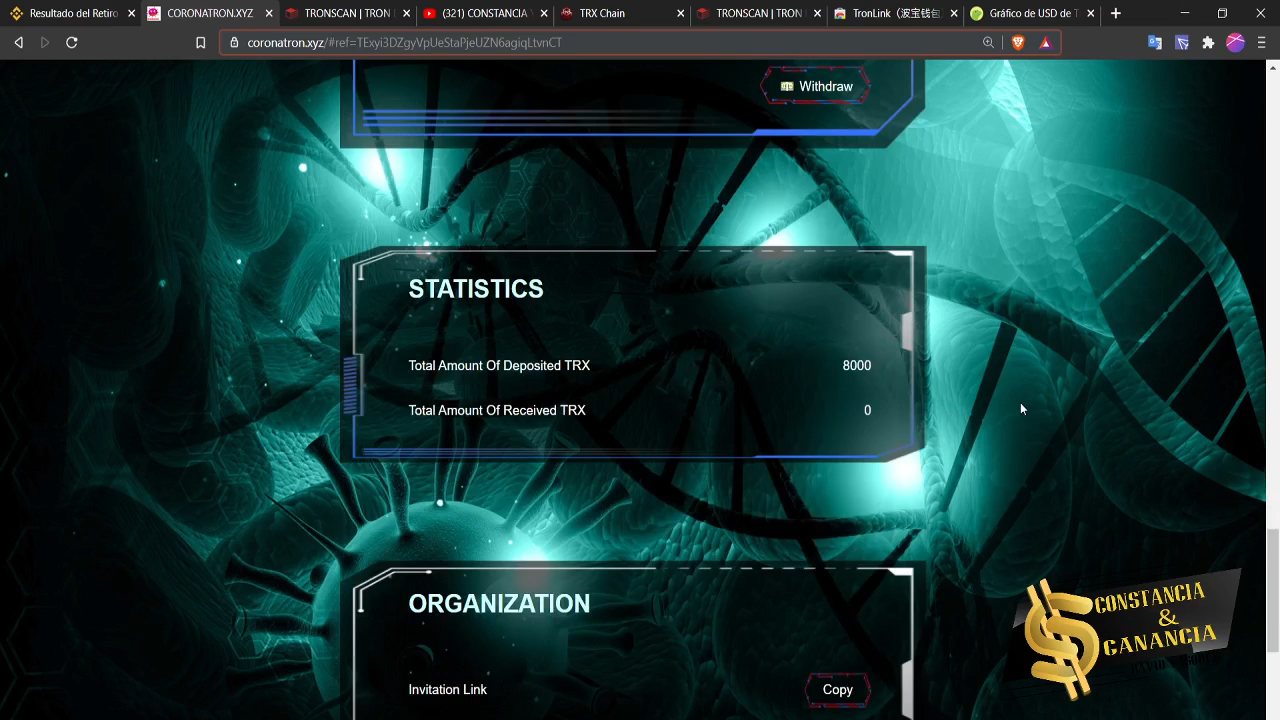 Resultado del Retiro
CORONATRON.XYZ
TRONSCAN | TRON
(321) CONSTANCIA
TRX Chain
TRONSCAN | TRON
TronLink（波宝钱包
Gráfico de USD de T
coronatron.xyz/#ref=TExyi3DZgyVpUeStaPjeUZN6agiqLtvnCT
Withdraw
STATISTICS
Total Amount Of Deposited TRX 8000
Total Amount Of Received TRX 0
ORGANIZATION
Invitation Link Copy
CONSTANCIA
&
GANANCIA